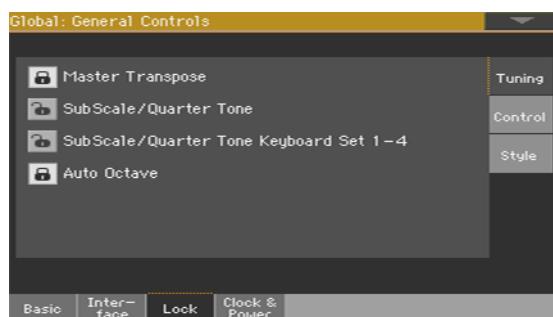 Global: General Controls
Master Transpose
Tuning
SubScale/Quarter Tone
Control
SubScale/Quarter Tone Keyboard Set 1-4
Style
Auto Octave
Basic
Inter-
face
Lock
Clock &
Power